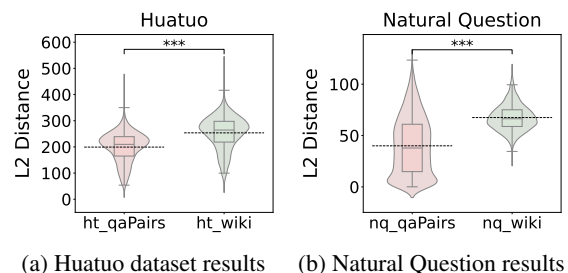 Huatuo
***
L2 Distance
600
500
400
300
200
100
0
ht_qaPairs ht_wiki
(a) Huatuo dataset results
Natural Question
***
L2 Distance
100
50
0
nq_qaPairs nq_wiki
(b) Natural Question results